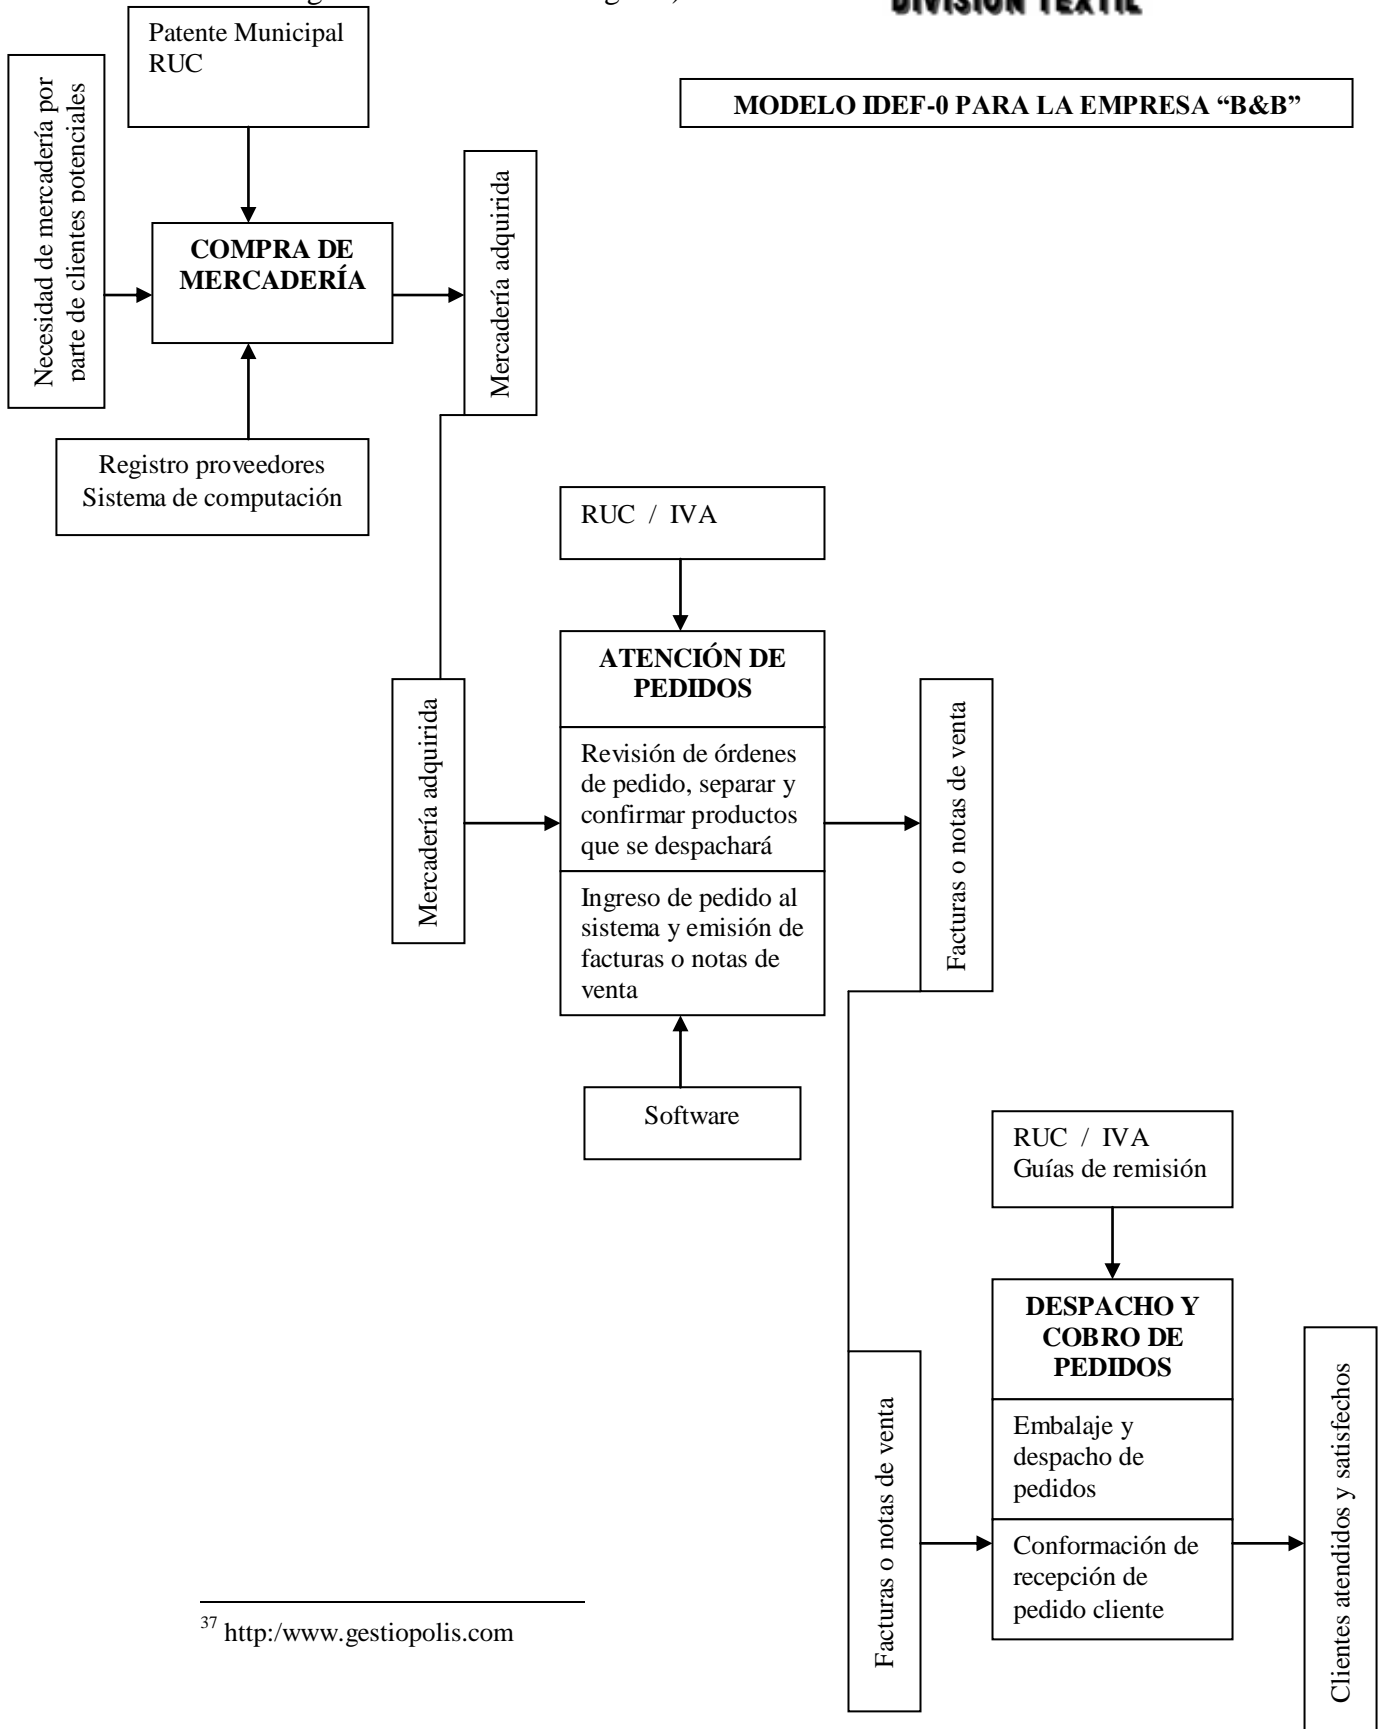 DIVISIÓN TEXTIL
Patente Municipal
RUC
MODELO IDEF-0 PARA LA EMPRESA “B&B”
Necesidad de mercadería por
parte de clientes potenciales
COMPRA DE
MERCADERÍA
Mercadería adquirida
Registro proveedores
Sistema de computación
RUC / IVA
ATENCIÓN DE
PEDIDOS
Mercadería adquirida
Revisión de órdenes
de pedido, separar y
confirmar productos
que se despachará
Ingreso de pedido al
sistema y emisión de
facturas o notas de
venta
Facturas o notas de venta
Software
RUC / IVA
Guías de remisión
DESPACHO Y
COBRO DE
PEDIDOS
Facturas o notas de venta
Embalaje y
despacho de
pedidos
Conformación de
recepción de
pedido cliente
Clientes atendidos y satisfechos
37 http:/www.gestiopolis.com